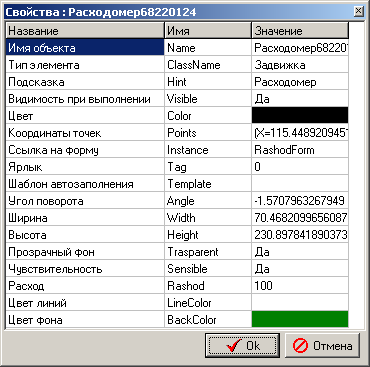 Свойства : Расходомер68220124
Название Имя Значение
Имя объекта Name Расходомер68220
Тип элемента ClassName Задвижка
Подсказка Hint Расходомер
Видимость при выполнении Visible Да
Цвет Color
Координаты точек Points (X=115.448920945
Ссылка на форму Instance RashodForm
Ярлык Tag 0
Шаблон автозаполнения Template
Угол поворота Angle -1.5707963267949
Ширина Width 70.4682099656087
Высота Height 230.897841890373
Прозрачный фон Trasparent Да
Чувствительность Sensible Да
Расход Rashod 100
Цвет линий LineColor
Цвет фона BackColor
Ok Отмена